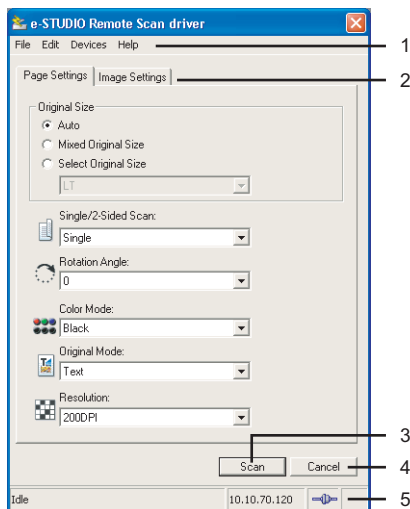 e-STUDIO Remote Scan driver
File Edit Devices Help
1
Page Settings Image Settings
2
Original Size
Auto
Mixed Original Size
Select Original Size
LT
Single/2-Sided Scan:
Single
Rotation Angle:
0
Color Mode:
Black
Original Mode:
Text
Resolution:
200DPI
3
Scan Cancel
4
Idle 10.10.70.120
5